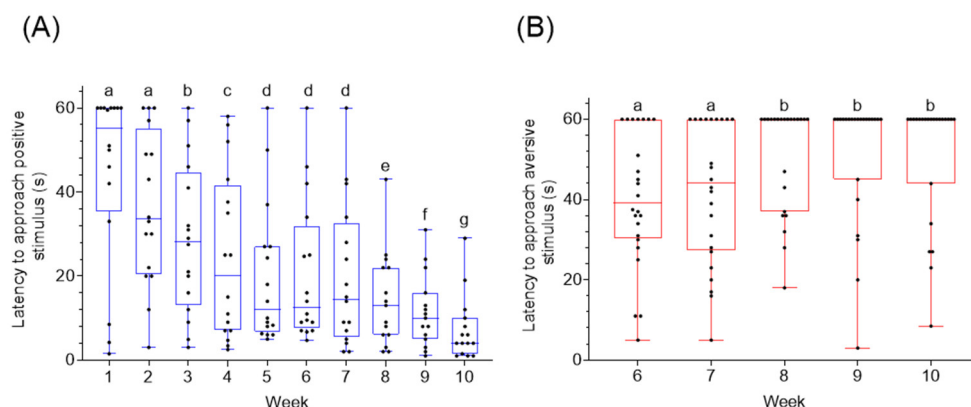 (A)
Latency to approach positive
stimulus (s)
60
40
20
0
a a b c d d d e f g
1 2 3 4 5 6 7 8 9 10
Week
(B)
Latency to approach aversive
stimulus (s)
60
40
20
0
a a b b b
6 7 8 9 10
Week